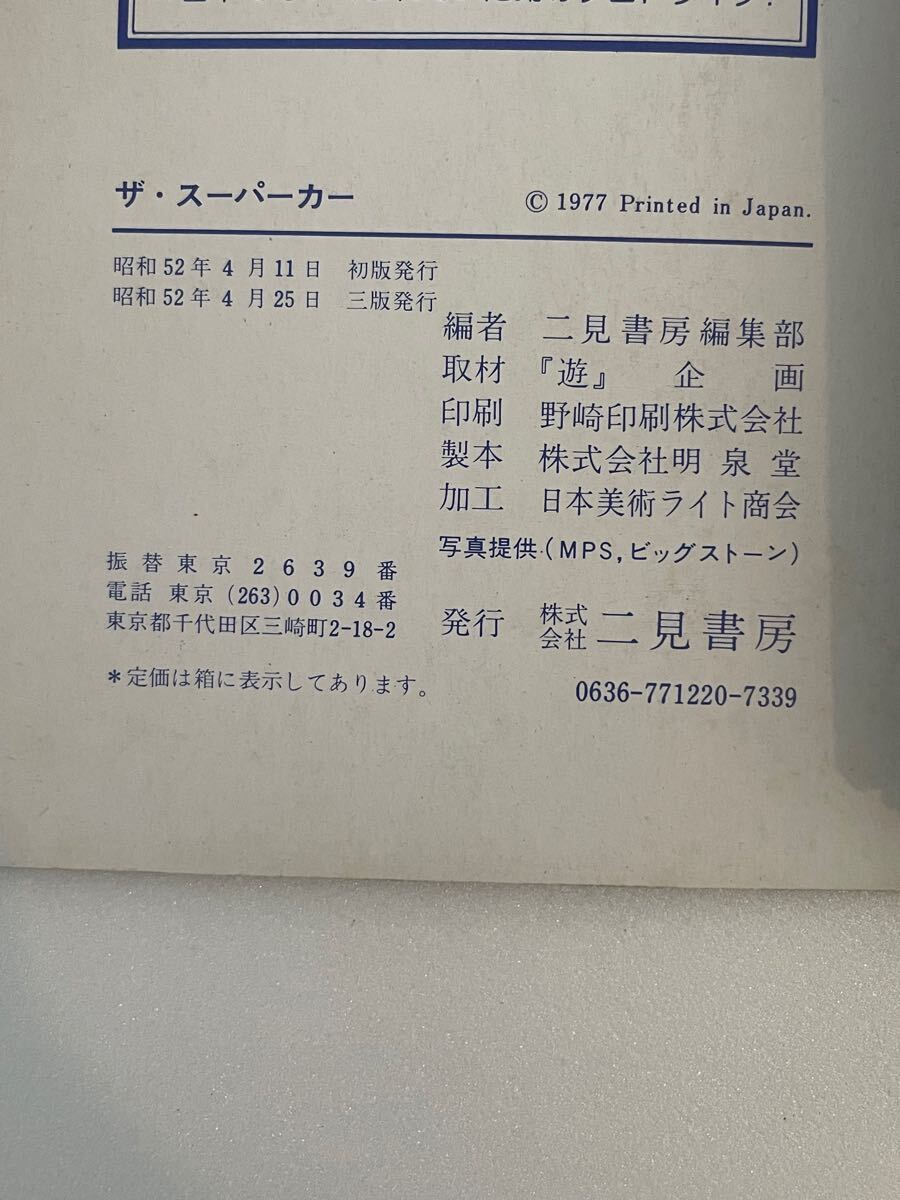 ザ・スーパーカー
© 1977 Printed in Japan.
昭和52年4月11日 初版発行
昭和52年4月25日 三版発行
編者 二見書房編集部
取材 『遊』企画
印刷 野崎印刷株式会社
製本 株式会社明泉堂
加工 日本美術ライト商会
写真提供・(MPS,ビッグストーン)
振替東京2639番
電話 東京(263)0034番
東京都千代田区三崎町2-18-2
発行 株式会社 二見書房
*定価は箱に表示してあります。
0636-771220-7339